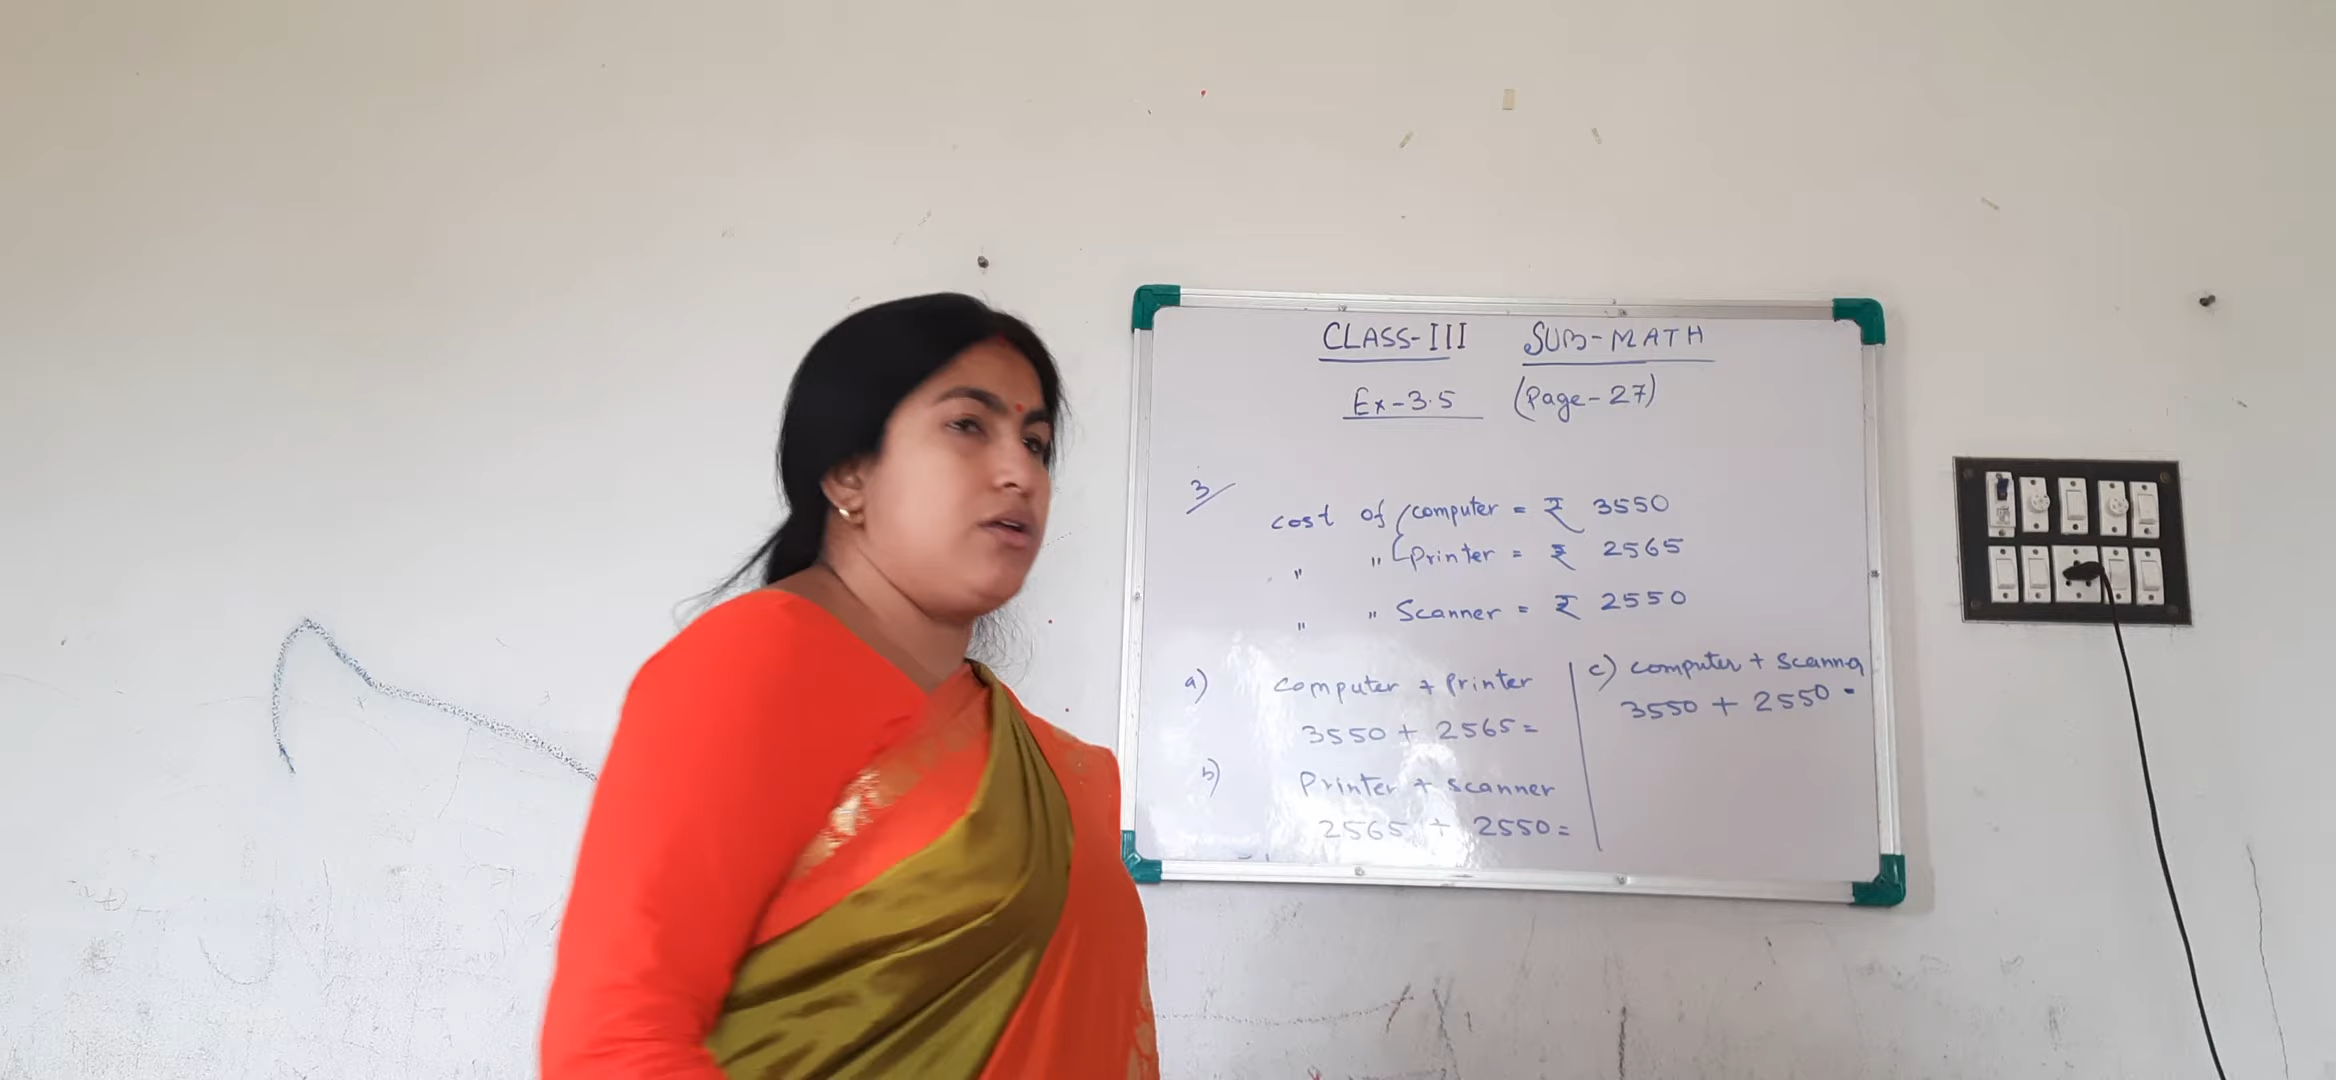 CLASS-III SUB-MATH
Ex-3.5 (Page-27)
3
cost of computer = ₹ 3550
" " Printer = ₹ 2565
" " Scanner = ₹ 2550
a) computer + Printer
3550 + 2565=
b) Printer + scanner
2565 + 2550=
c) computer + scanner
3550 + 2550 =